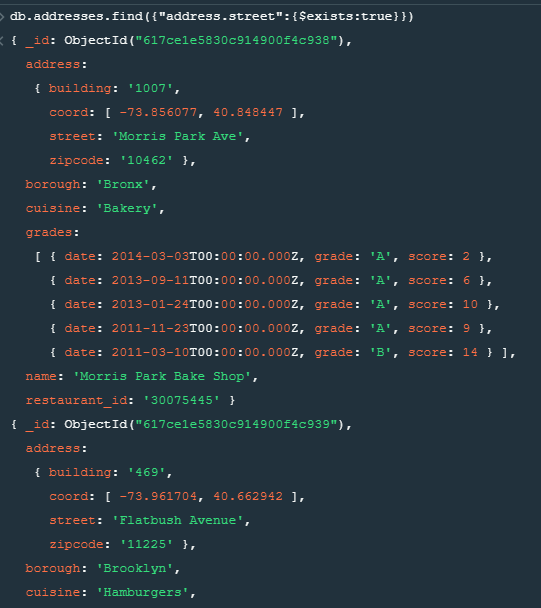 db.addresses.find({"address.street":{$exists:true}})
{ _id: ObjectId("617ce1e5830c914900f4c938"),
address:
{ building: '1007',
coord: [ -73.856077, 40.848447 ],
street: 'Morris Park Ave',
zipcode: '10462' },
borough: 'Bronx',
cuisine: 'Bakery',
grades:
[ { date: 2014-03-03T00:00:00.000Z, grade: 'A', score: 2 },
{ date: 2013-09-11T00:00:00.000Z, grade: 'A', score: 6 },
{ date: 2013-01-24T00:00:00.000Z, grade: 'A', score: 10 },
{ date: 2011-11-23T00:00:00.000Z, grade: 'A', score: 9 },
{ date: 2011-03-10T00:00:00.000Z, grade: 'B', score: 14 } ],
name: 'Morris Park Bake Shop',
restaurant_id: '30075445' }
{ _id: ObjectId("617ce1e5830c914900f4c939"),
address:
{ building: '469',
coord: [ -73.961704, 40.662942 ],
street: 'Flatbush Avenue',
zipcode: '11225' },
borough: 'Brooklyn',
cuisine: 'Hamburgers',